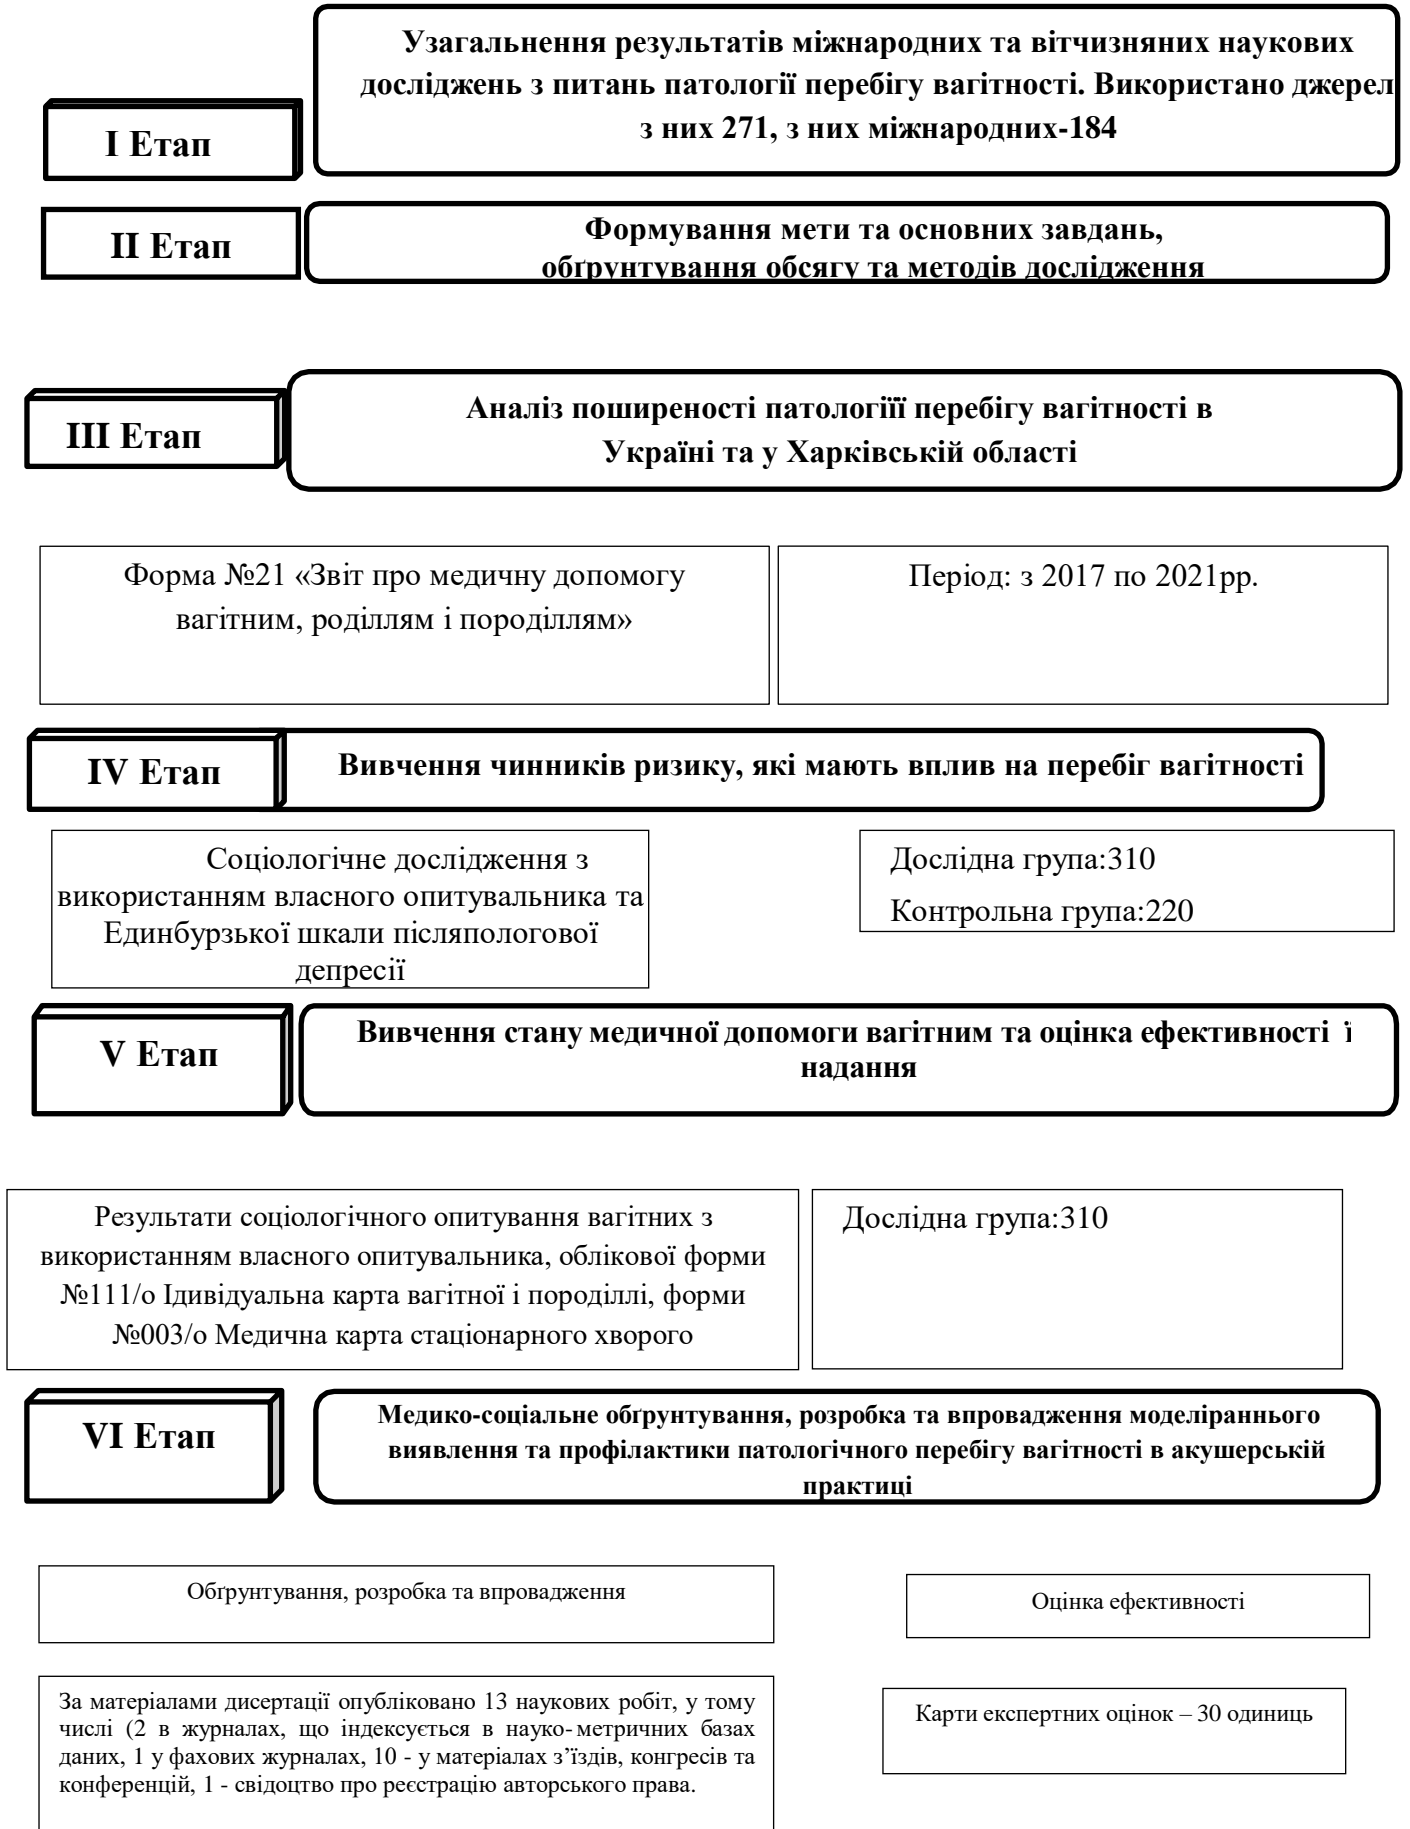 Узагальнення результатів міжнародних та вітчизняних наукових
досліджень з питань патології перебігу вагітності. Використано джерел
з них 271, з них міжнародних-184
I Етап
II Етап
Формування мети та основних завдань,
обґрунтування обсягу та методів дослідження
III Етап
Аналіз поширеності патологіїї перебігу вагітності в
Україні та у Харківській області
Форма №21 «Звіт про медичну допомогу
вагітним, роділлям і породіллям»
Період: з 2017 по 2021рр.
IV Етап
Вивчення чинників ризику, які мають вплив на перебіг вагітності
Соціологічне дослідження з
використанням власного опитувальника та
Единбурзької шкали післяпологової
депресії
Дослідна група:310
Контрольна група:220
V Етап
Вивчення стану медичної допомоги вагітним та оцінка ефективності ї
надання
Результати соціологічного опитування вагітних з
використанням власного опитувальника, облікової форми
№111/о Ідивідуальна карта вагітної і породіллі, форми
№003/о Медична карта стаціонарного хворого
Дослідна група:310
VI Етап
Медико-соціальне обґрунтування, розробка та впровадження моделіраннього
виявлення та профілактики патологічного перебігу вагітності в акушерській
практиці
Обґрунтування, розробка та впровадження
Оцінка ефективності
За матеріалами дисертації опубліковано 13 наукових робіт, у тому
числі (2 в журналах, що індексується в науко-метричних базах
даних, 1 у фахових журналах, 10 - у матеріалах з’їздів, конгресів та
конференцій, 1 - свідоцтво про реєстрацію авторського права.
Карти експертних оцінок – 30 одиниць